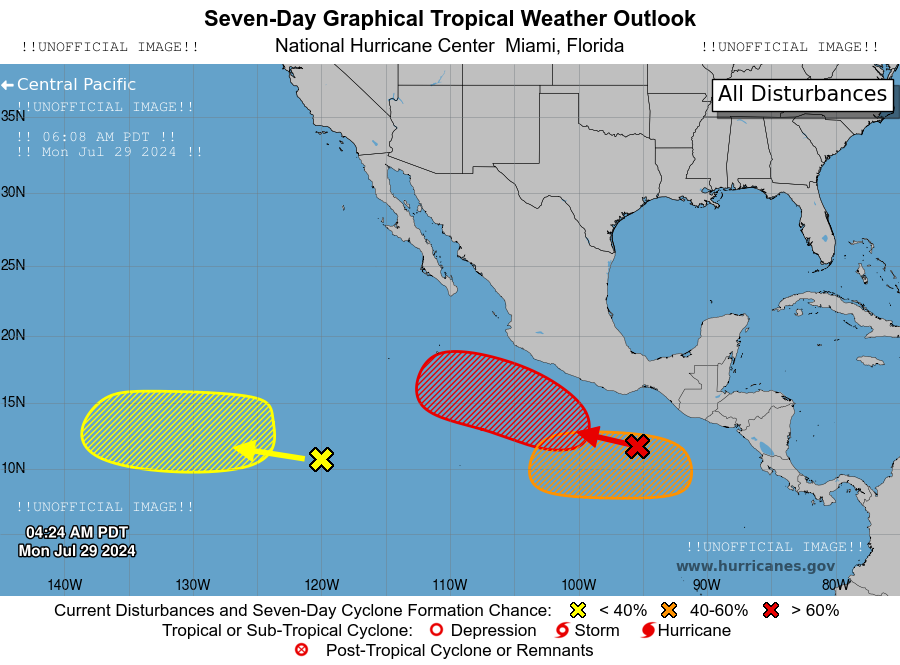 Seven-Day Graphical Tropical Weather Outlook
!!UNOFFICIAL IMAGE!! National Hurricane Center Miami, Florida !!UNOFFICIAL IMAGE!!
Central Pacific
All Disturbances
!!UNOFFICIAL IMAGE!!
35N
!! 06:08 AM PDT !!
!! Mon Jul 29 2024 !!
30N
25N
20N
15N
10N
!!UNOFFICIAL IMAGE!!
04:24 AM PDT
Mon Jul 29 2024
!!UNOFFICIAL IMAGE!!
www.hurricanes.gov
140W 130W 120W 110W 100W 90W 80W
Current Disturbances and Seven-Day Cyclone Formation Chance: < 40% 40-60% > 60%
Tropical or Sub-Tropical Cyclone: Depression Storm Hurricane
Post-Tropical Cyclone or Remnants